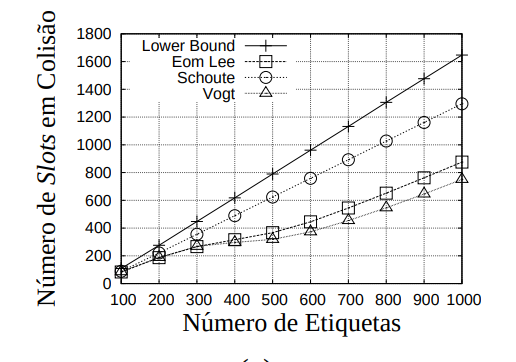 Número de Slots em Colisão
1800
1600
1400
1200
1000
800
600
400
200
0
Lower Bound
Eom Lee
Schoute
Vogt
100 200 300 400 500 600 700 800 900 1000
Número de Etiquetas